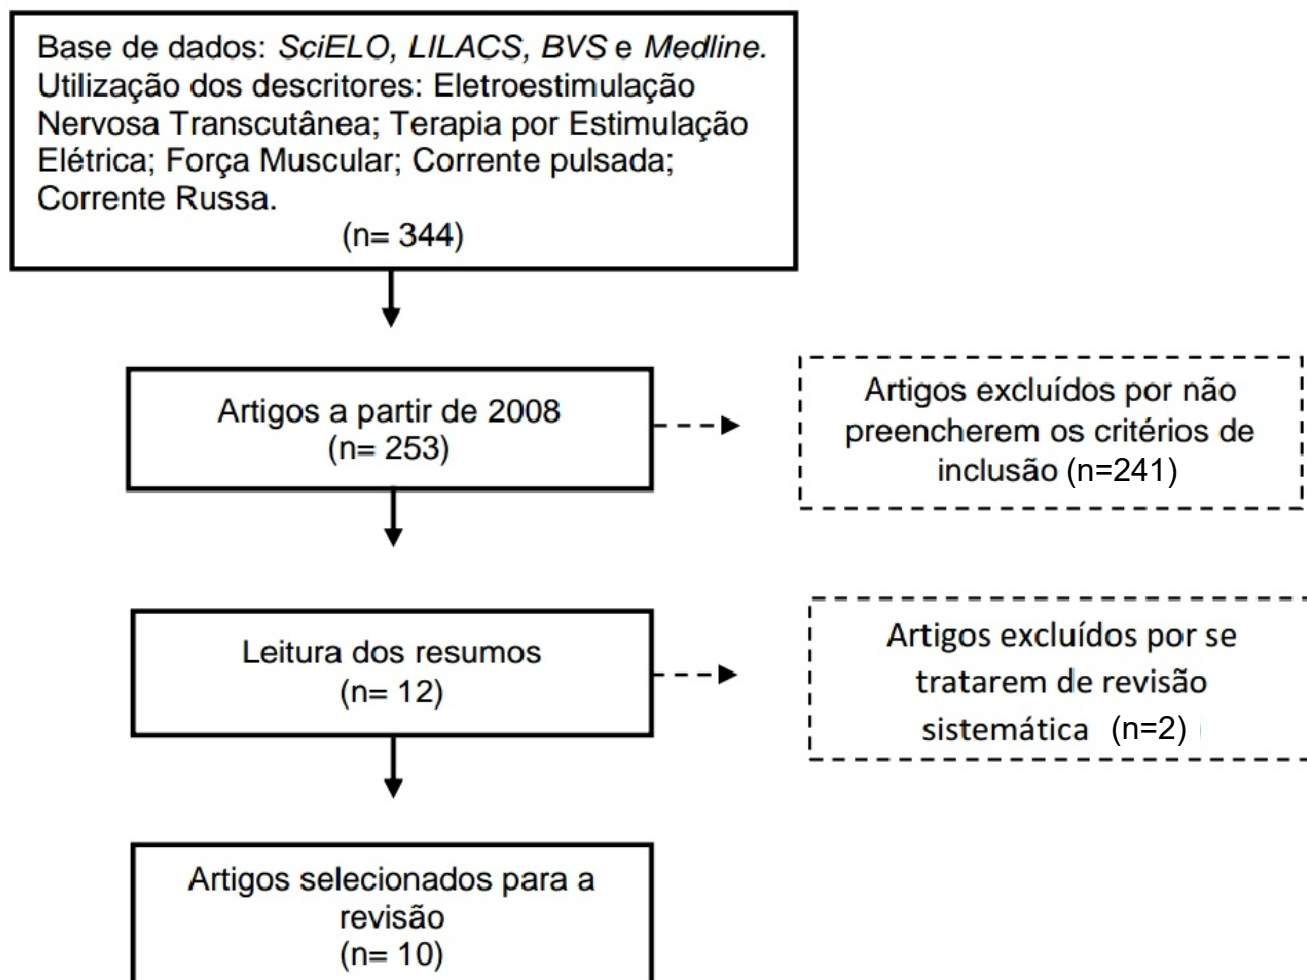 Base de dados: SciELO, LILACS, BVS e Medline.
Utilização dos descritores: Eletroestimulação
Nervosa Transcutânea; Terapia por Estimulação
Elétrica; Força Muscular; Corrente pulsada;
Corrente Russa.
(n= 344)
Artigos a partir de 2008
(n= 253)
Artigos excluídos por não
preencherem os critérios de
inclusão (n=241)
Leitura dos resumos
(n= 12)
Artigos excluídos por se
tratarem de revisão
sistemática (n=2)
Artigos selecionados para a
revisão
(n= 10)